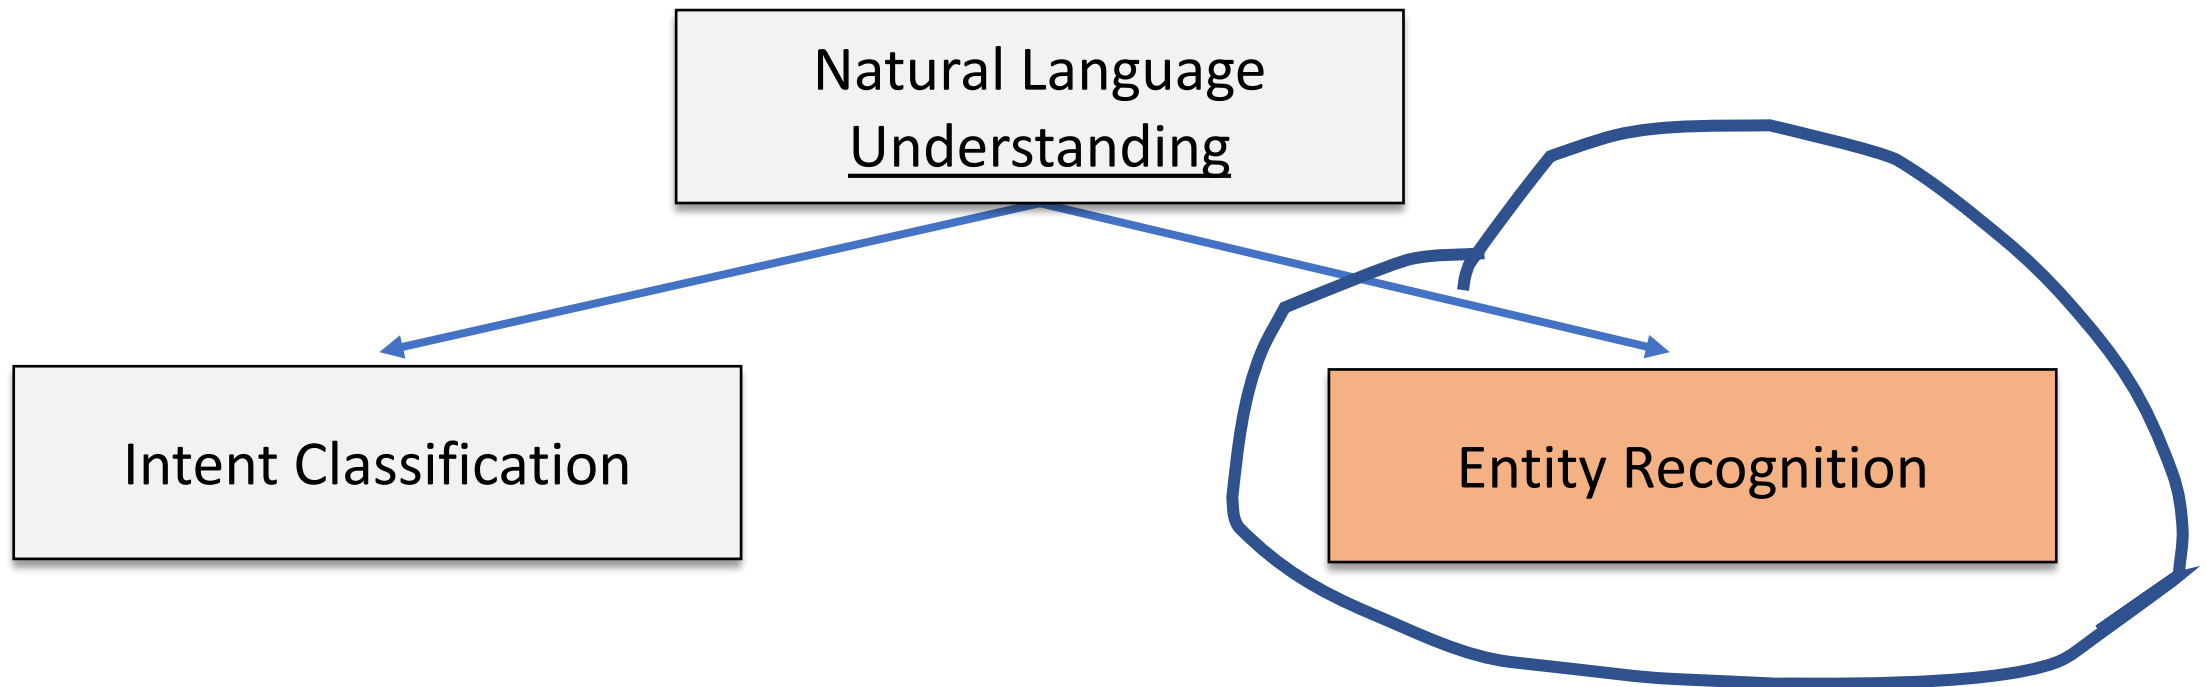 Natural Language
Understanding
Intent Classification
Entity Recognition